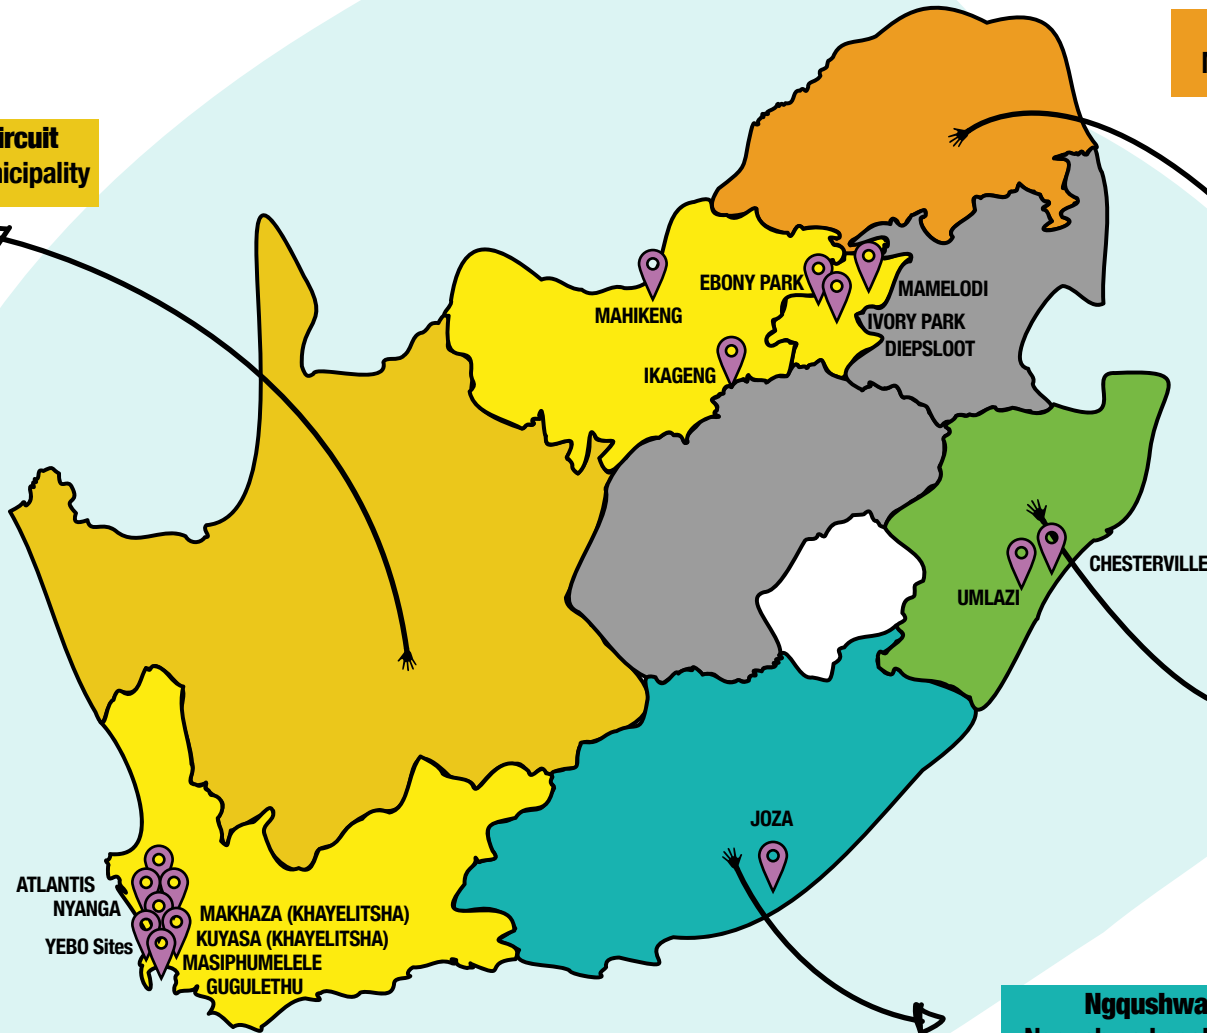 ircuit
nicipality
EBONY PARK
MAMELODI
MAHIKENG
IVORY PARK
DIEPSLOOT
IKAGENG
CHESTERVILLE
UMLAZI
JOZA
ATLANTIS
NYANGA
YEBO Sites
MAKHAZA (KHAYELITSHA)
KUYASA (KHAYELITSHA)
MASIPHUMELELE
GUGULETHU
Ngqushwa